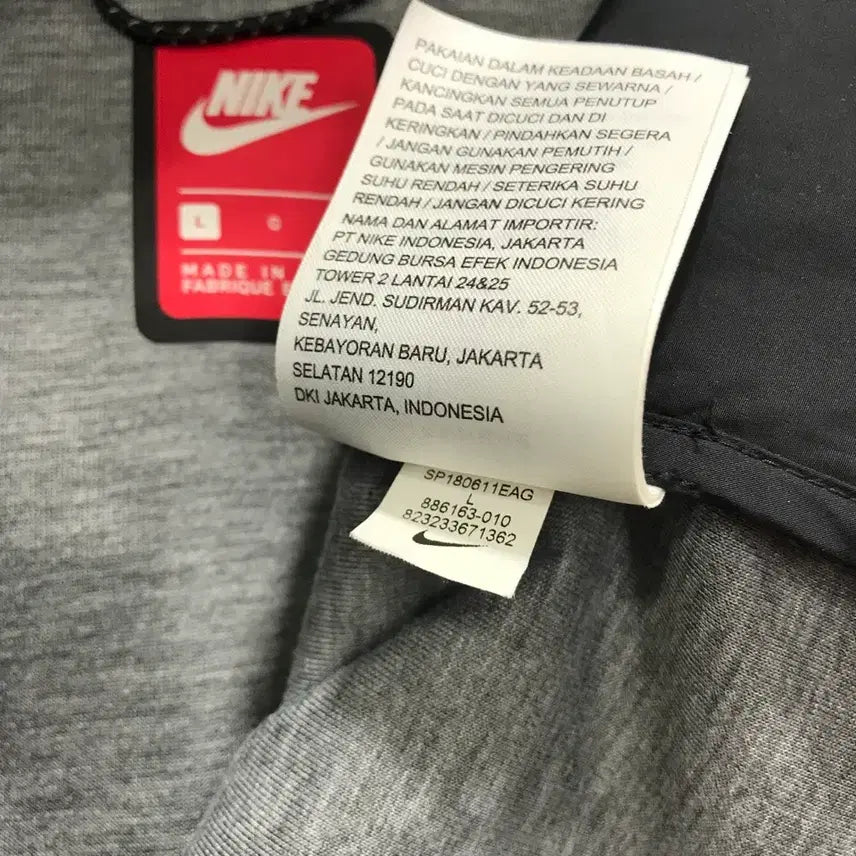 NIKE
L G
MADE IN
FABRIQUE
PAKAIAN DALAM KEADAAN BASAH /
CUCI DENGAN YANG SEWARNA /
KANCINGKAN SEMUA PENUTUP
PADA SAAT DICUCI DAN DI
KERINGKAN / PINDAHKAN SEGERA
/ JANGAN GUNAKAN PEMUTIH /
GUNAKAN MESIN PENGERING
SUHU RENDAH / SETERIKA SUHU
RENDAH / JANGAN DICUCI KERING
NAMA DAN ALAMAT IMPORTIR:
PT NIKE INDONESIA, JAKARTA
GEDUNG BURSA EFEK INDONESIA
TOWER 2 LANTAI 24&25
JL. JEND. SUDIRMAN KAV. 52-53,
SENAYAN,
KEBAYORAN BARU, JAKARTA
SELATAN 12190
DKI JAKARTA, INDONESIA
SP180611EAG
L
886163-010
823233671362